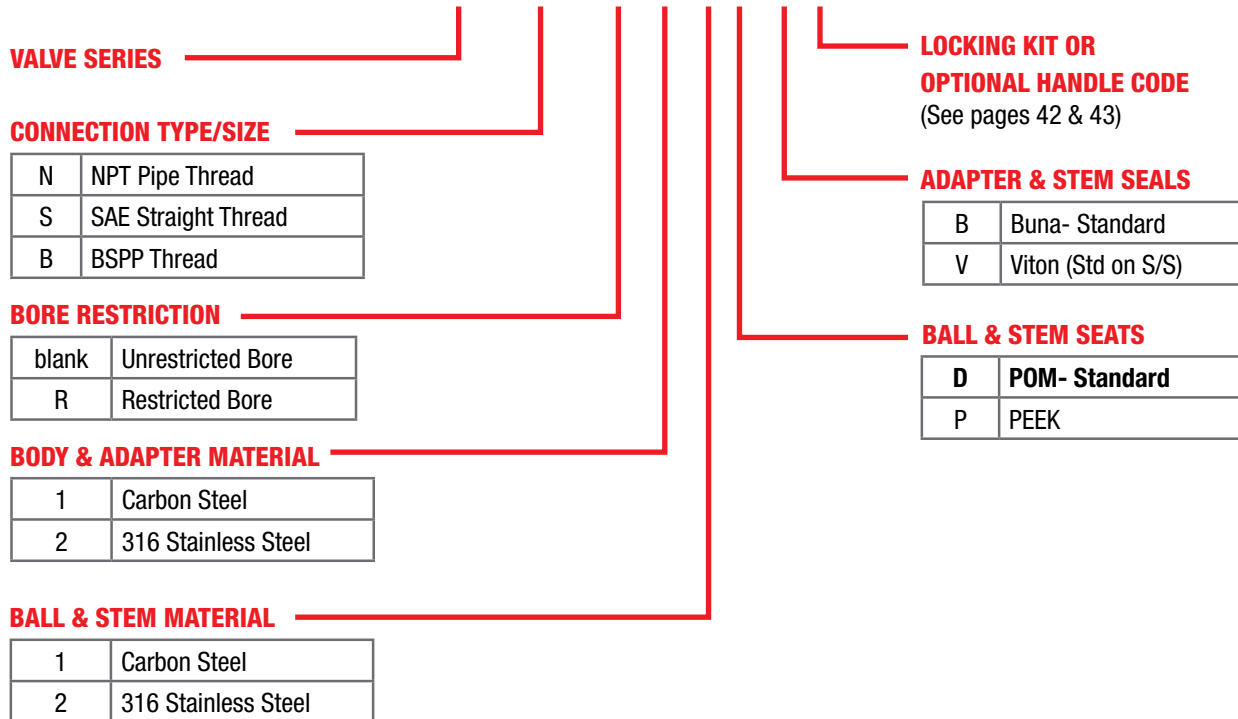 VALVE SERIES
CONNECTION TYPE/SIZE
N NPT Pipe Thread
S SAE Straight Thread
B BSPP Thread
BORE RESTRICTION
blank Unrestricted Bore
R Restricted Bore
BODY & ADAPTER MATERIAL
1 Carbon Steel
2 316 Stainless Steel
BALL & STEM MATERIAL
1 Carbon Steel
2 316 Stainless Steel
LOCKING KIT OR
OPTIONAL HANDLE CODE
(See pages 42 & 43)
ADAPTER & STEM SEALS
B Buna- Standard
V Viton (Std on S/S)
BALL & STEM SEATS
D POM- Standard
P PEEK